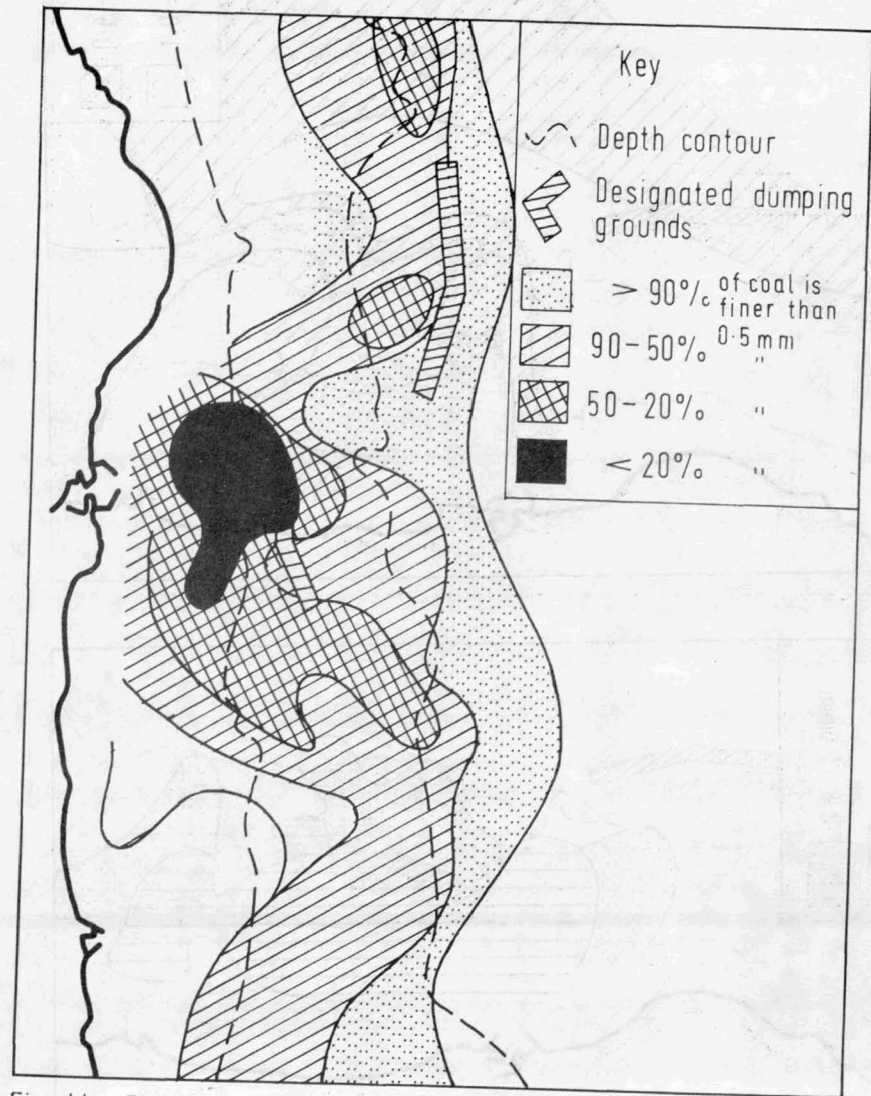 Key
Depth contour
Designated dumping
grounds
> 90% of coal is
finer than
0·5 mm
90-50% "
50-20% "
< 20% "